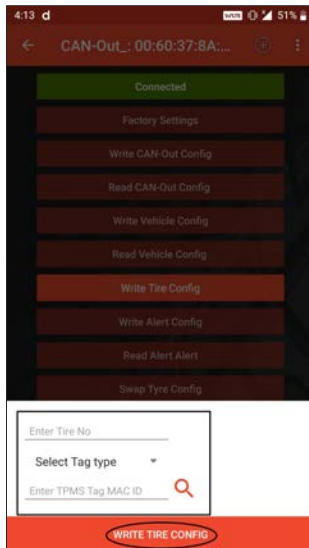 4:13 d
51%
CAN-Out_: 00:60:37:8A:...
Connected
Factory Settings
Write CAN-Out Config
Read CAN-Out Config
Write Vehicle Config
Read Vehicle Config
Write Tire Config
Write Alert Config
Read Alert Alert
Swap Tyre Config
Enter Tire No
Select Tag type
Enter TPMS Tag MAC ID
WRITE TIRE CONFIG